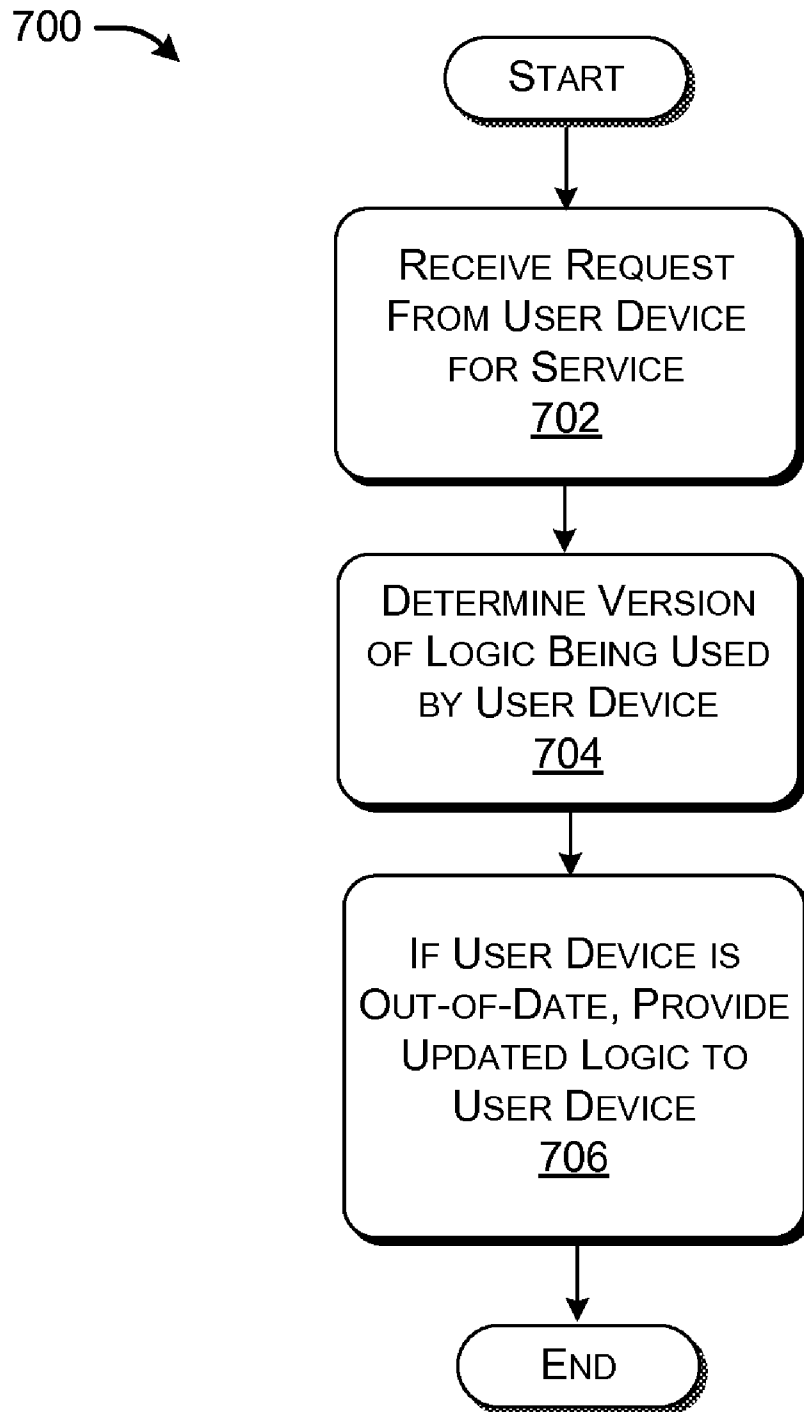 700
START
RECEIVE REQUEST
FROM USER DEVICE
FOR SERVICE
702
DETERMINE VERSION
OF LOGIC BEING USED
BY USER DEVICE
704
IF USER DEVICE IS
OUT-OF-DATE, PROVIDE
UPDATED LOGIC TO
USER DEVICE
706
END